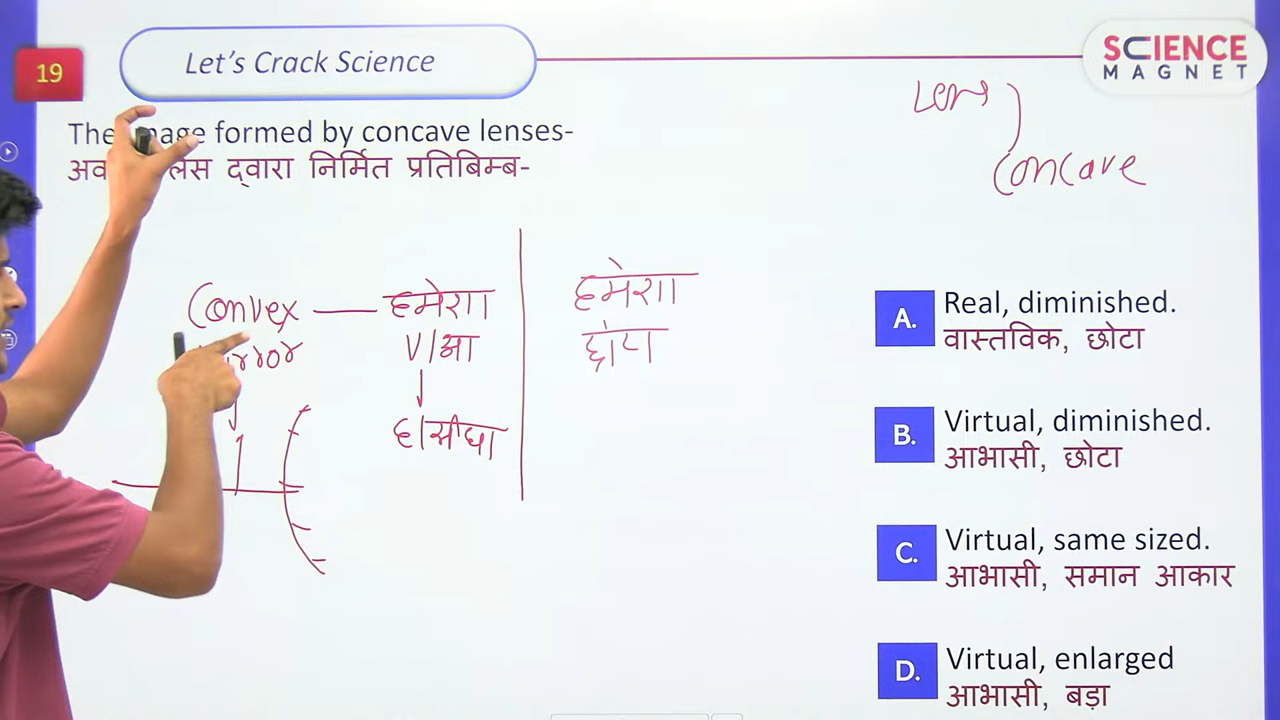 19
Let's Crack Science
SCIENCE
MAGNET
The image formed by concave lenses-
द्वारा निर्मित प्रतिबिम्ब-
Lens
Concave
Convex — हमेशा
V/आ
सीधा
हमेशा
छोटा
A. Real, diminished.
वास्तविक, छोटा
B. Virtual, diminished.
आभासी, छोटा
C. Virtual, same sized.
आभासी, समान आकार
D. Virtual, enlarged
आभासी, बड़ा